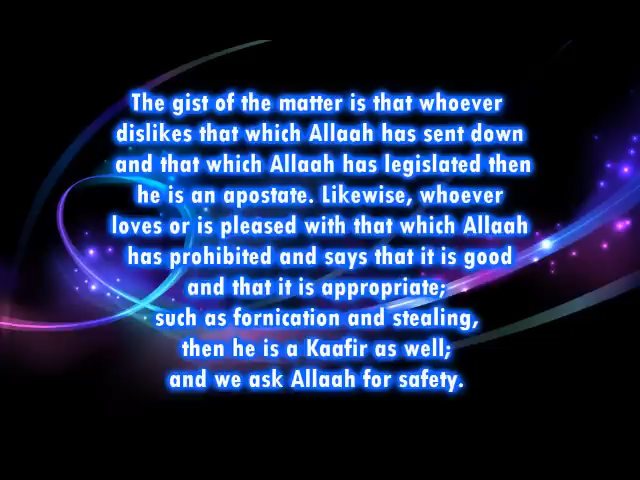 The gist of the matter is that whoever
dislikes that which Allaah has sent down
and that which Allaah has legislated then
he is an apostate. Likewise, whoever
loves or is pleased with that which Allaah
has prohibited and says that it is good
and that it is appropriate;
such as fornication and stealing,
then he is a Kaafir as well;
and we ask Allaah for safety.